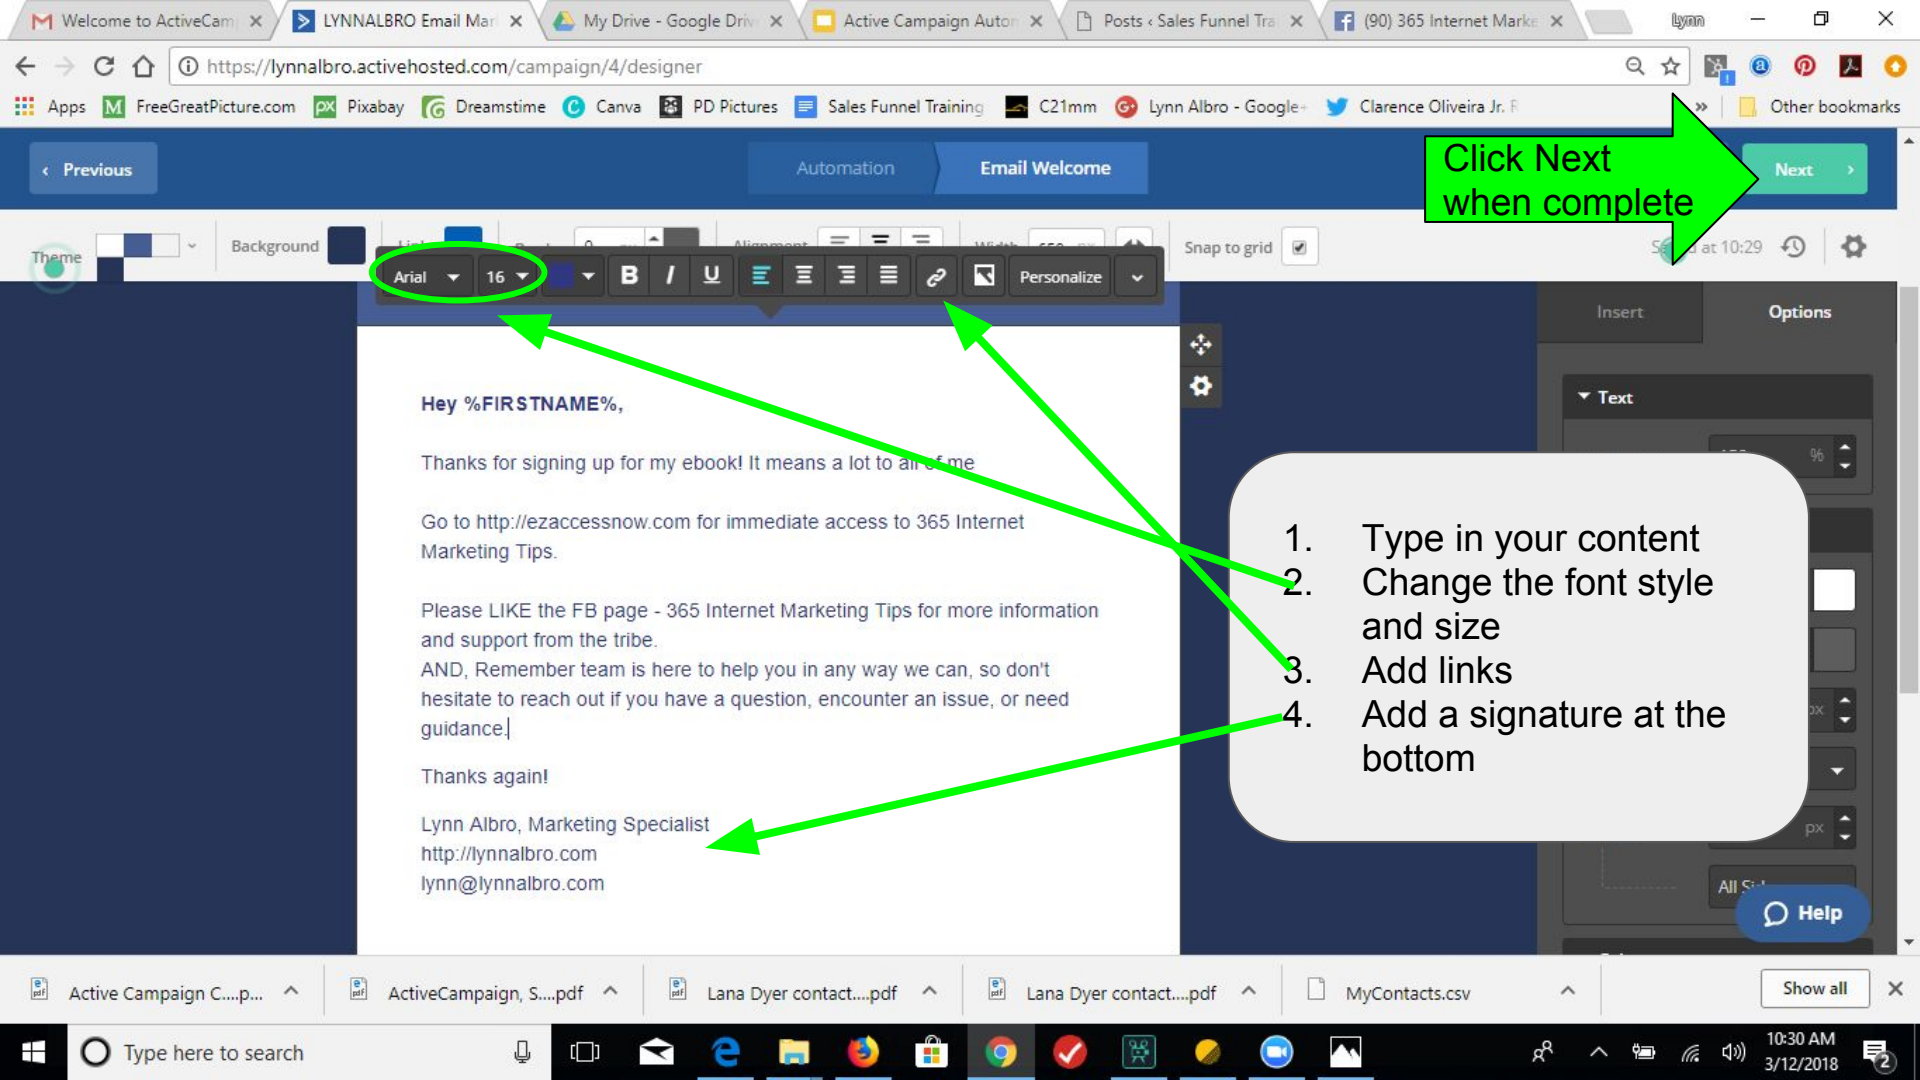 Welcome to ActiveCam
LYNNALBRO Email Mar
My Drive - Google Driv
Active Campaign Auton
Posts ‹ Sales Funnel Tra
(90) 365 Internet Marke
Lynn
https://lynnalbro.activehosted.com/campaign/4/designer
Apps
FreeGreatPicture.com
Pixabay
Dreamstime
Canva
PD Pictures
Sales Funnel Training
C21mm
Lynn Albro - Google+
Clarence Oliveira Jr.
Other bookmarks
‹ Previous
Automation
Email Welcome
Click Next
when complete
Next ›
Theme
Background
Snap to grid
at 10:29
Arial
16
B I U
Personalize
Insert
Options
Text
%
Hey %FIRSTNAME%,
Thanks for signing up for my ebook! It means a lot to all of me
Go to http://ezaccessnow.com for immediate access to 365 Internet
Marketing Tips.
Please LIKE the FB page - 365 Internet Marketing Tips for more information
and support from the tribe.
AND, Remember team is here to help you in any way we can, so don't
hesitate to reach out if you have a question, encounter an issue, or need
guidance.
Thanks again!
Lynn Albro, Marketing Specialist
http://lynnalbro.com
lynn@lynnalbro.com
1. Type in your content
2. Change the font style
and size
3. Add links
4. Add a signature at the
bottom
px
px
All
Help
Active Campaign C....p...
ActiveCampaign, S....pdf
Lana Dyer contact....pdf
Lana Dyer contact....pdf
MyContacts.csv
Show all
Type here to search
10:30 AM
3/12/2018
2